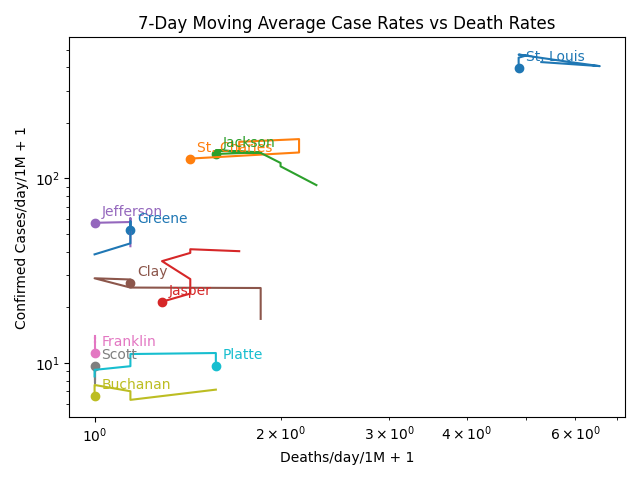 7-Day Moving Average Case Rates vs Death Rates
St. Louis
Jackson
St. Charles
10²
Jefferson
Greene
Clay
Jasper
Franklin
Scott
Platte
10¹
Buchanan
10⁰
2 × 10⁰
3 × 10⁰
4 × 10⁰
6 × 10⁰
Deaths/day/1M + 1
Confirmed Cases/day/1M + 1